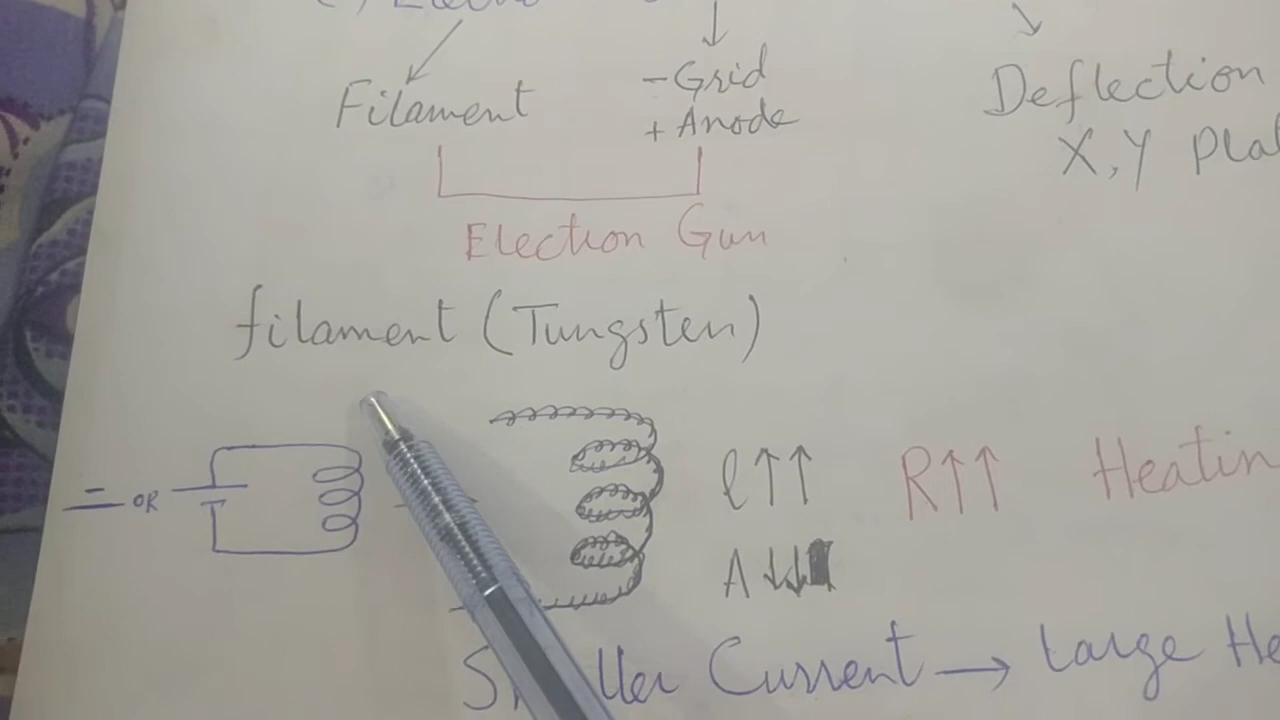 Filament
- Grid
+ Anode
Deflection
X, Y
Election Gun
filament (Tungsten)
OR
l↑↑ R↑↑
A↓↓
Current → Large